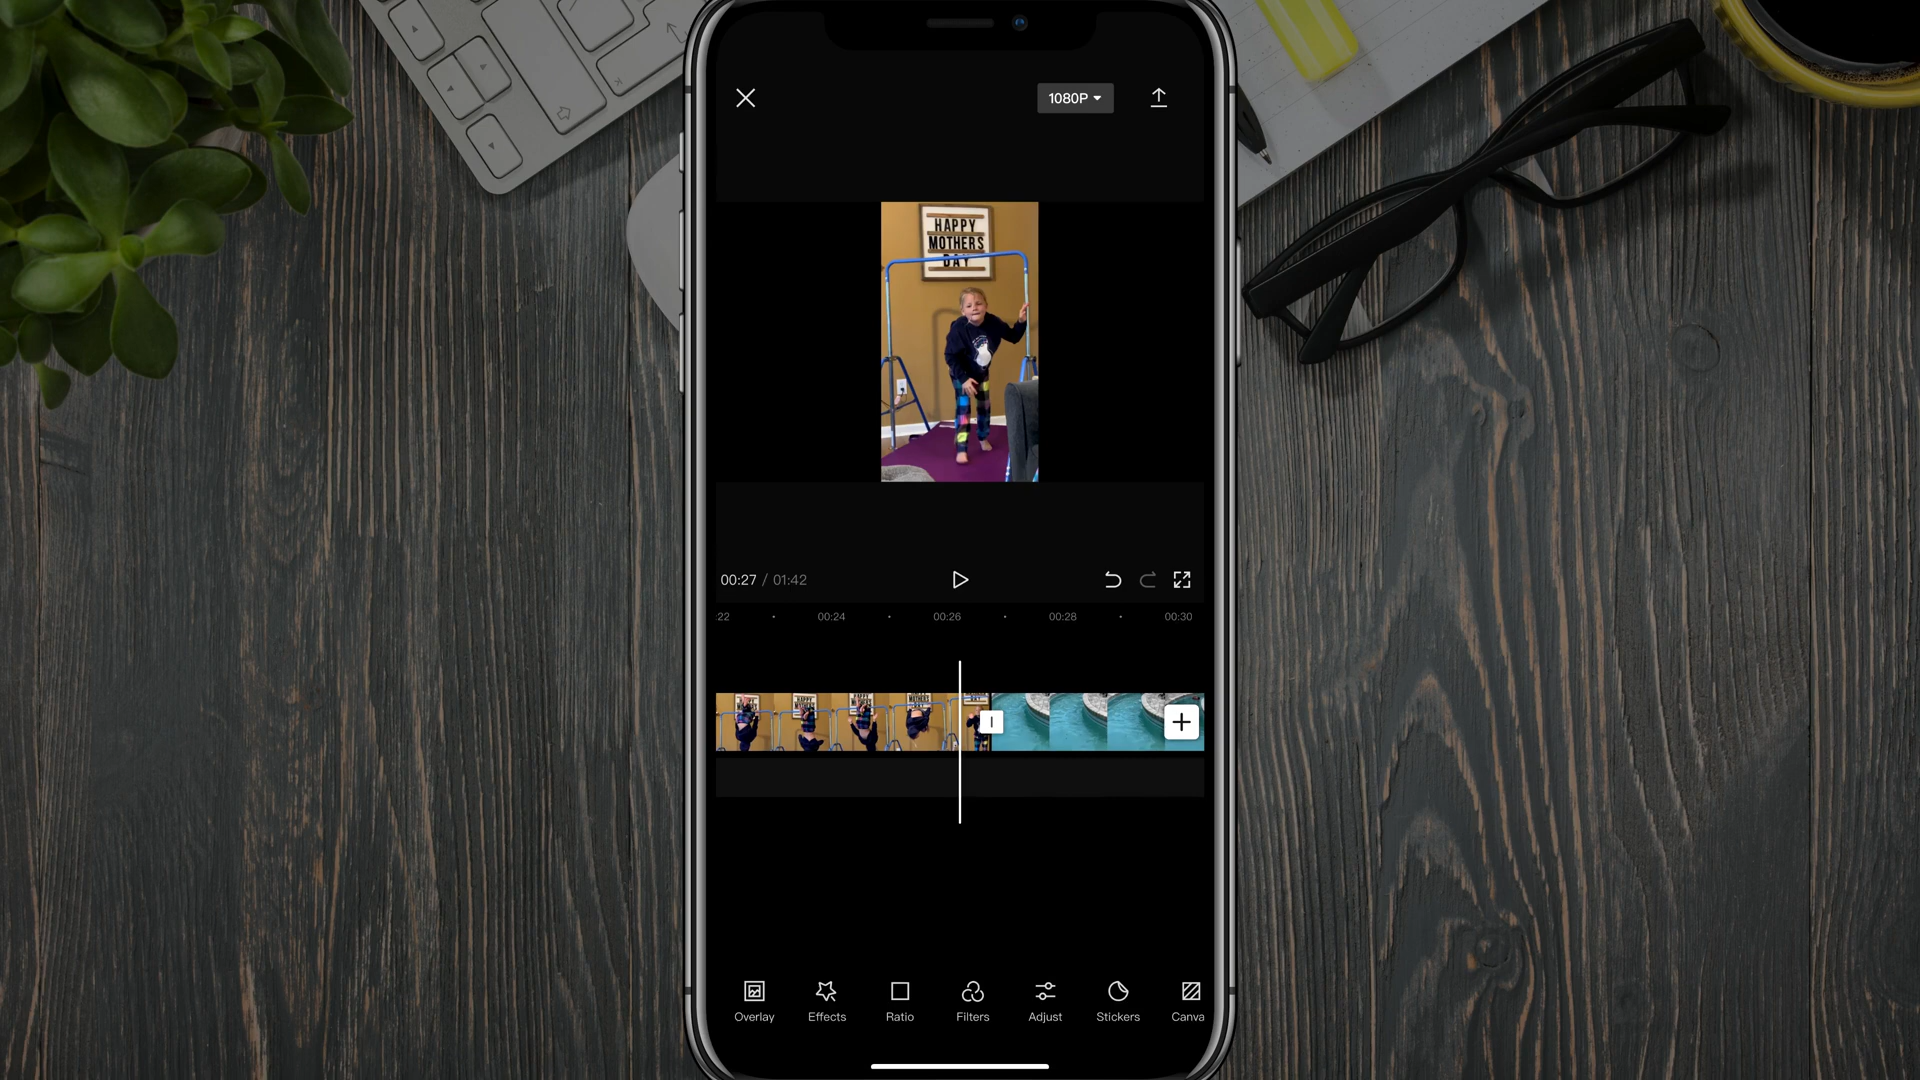 1080P
HAPPY
MOTHERS
DAY
00:27 / 01:42
:22
00:24
00:26
00:28
00:30
Overlay
Effects
Ratio
Filters
Adjust
Stickers
Canva